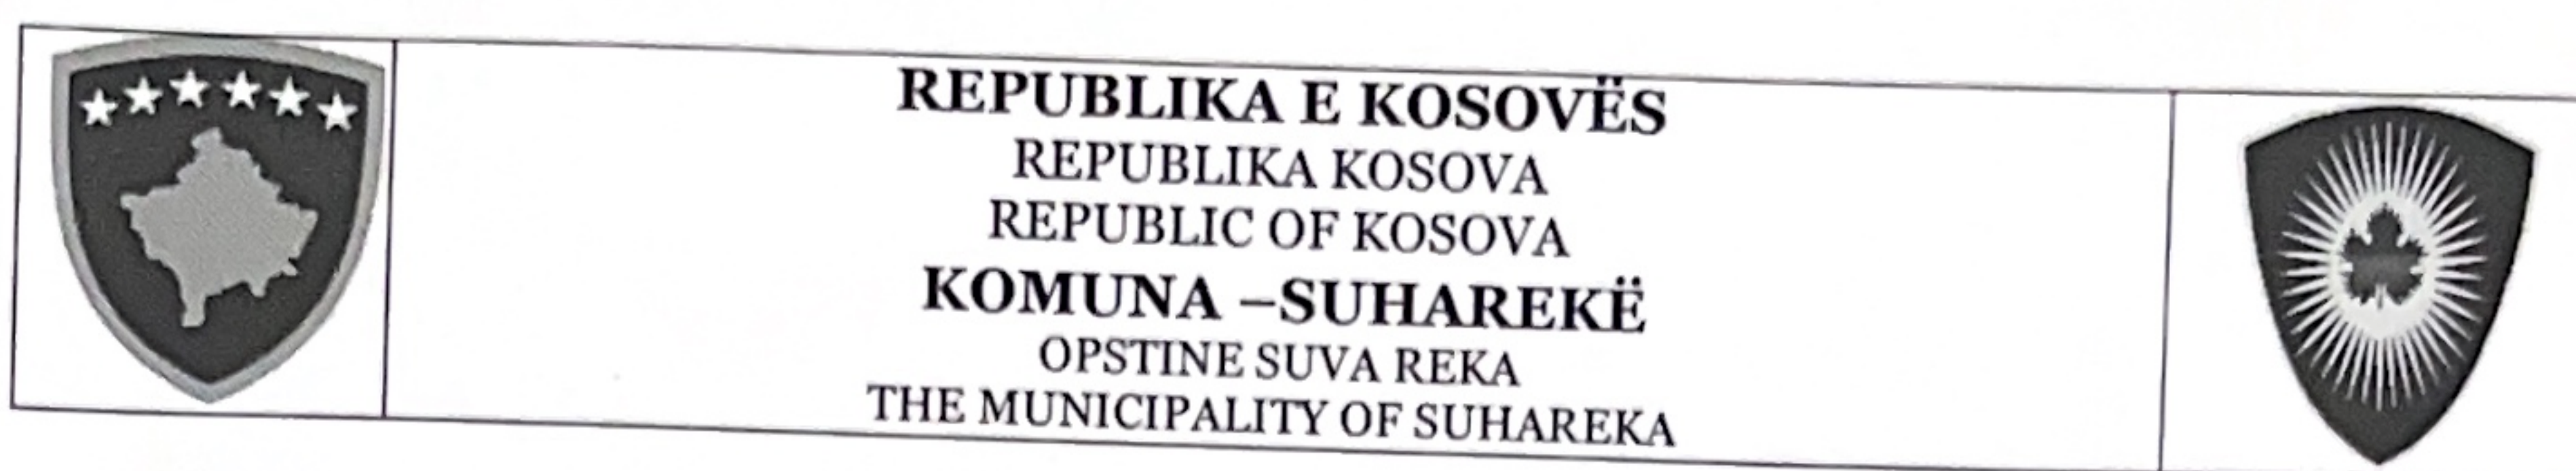 REPUBLIKA E KOSOVËS
REPUBLIKA KOSOVA
REPUBLIC OF KOSOVA
KOMUNA –SUHAREKË
OPSTINE SUVA REKA
THE MUNICIPALITY OF SUHAREKA